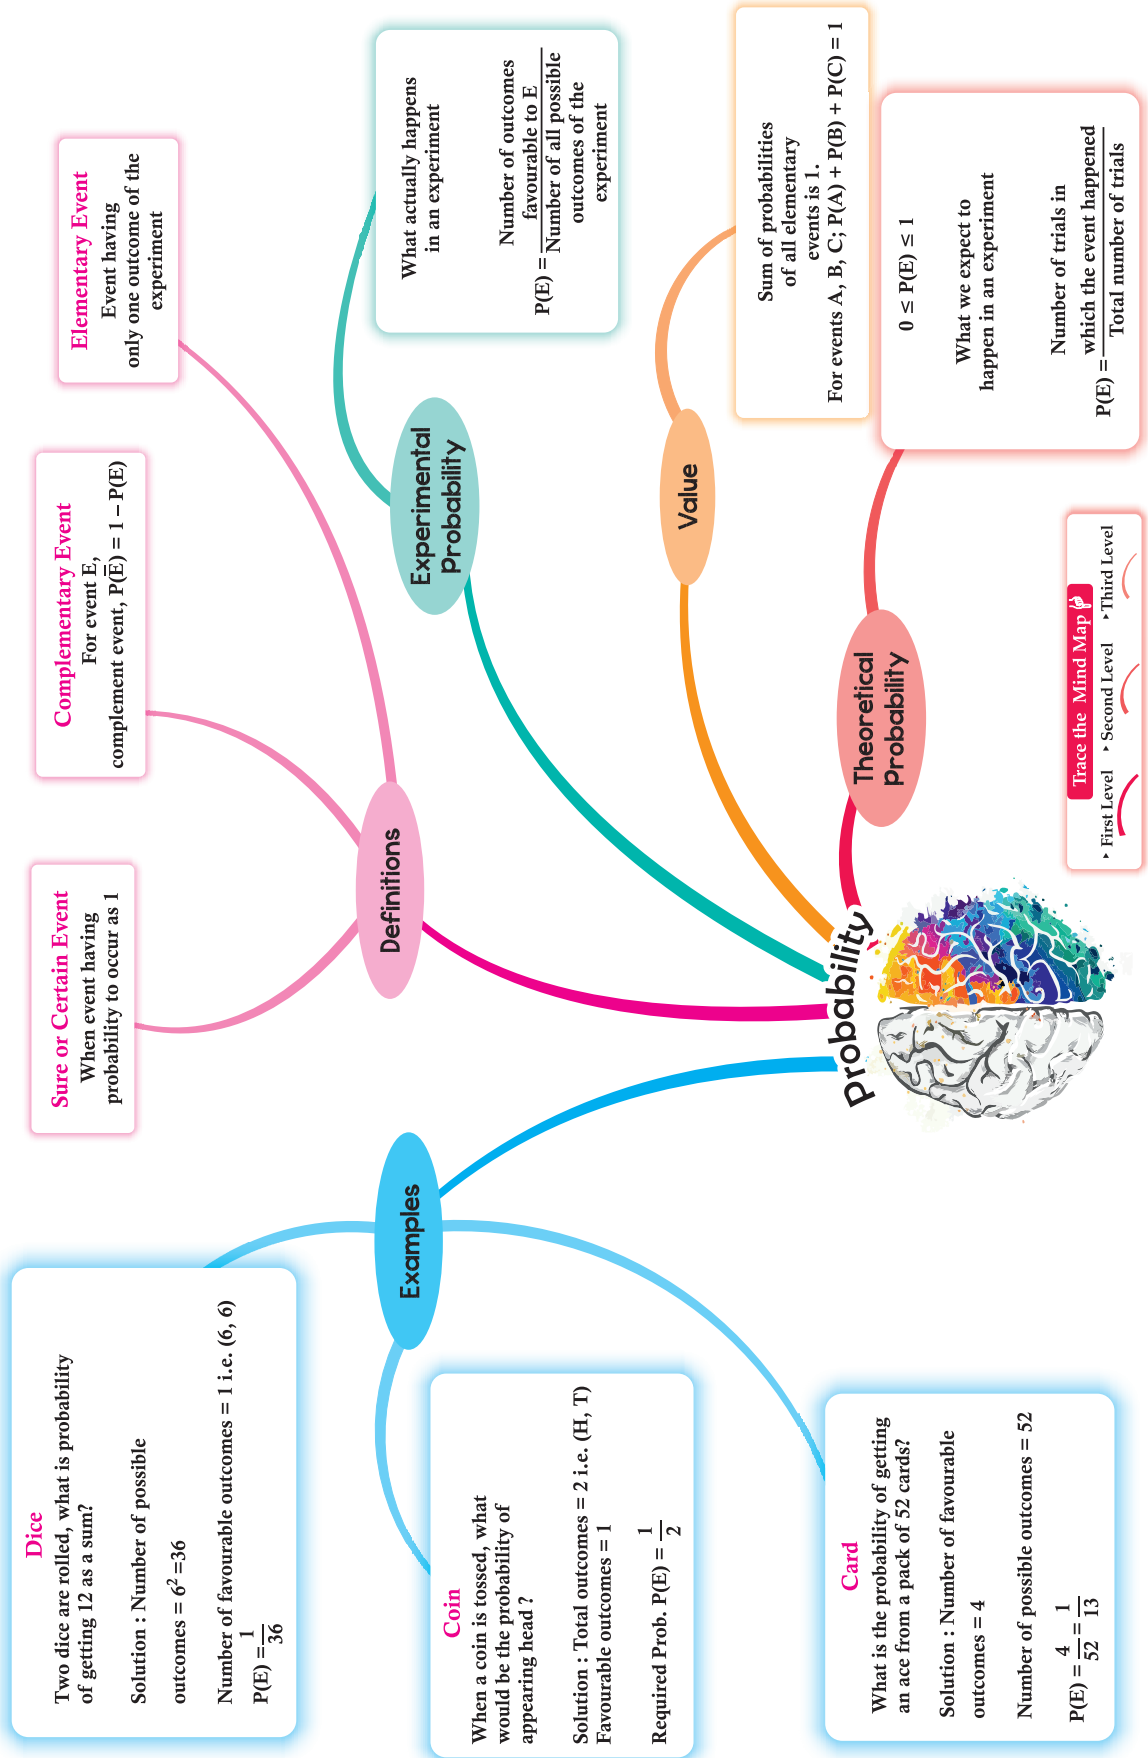 Probability
Examples
Dice
Two dice are rolled, what is probability
of getting 12 as a sum?
Solution : Number of possible
outcomes = 6² =36
Number of favourable outcomes = 1 i.e. (6, 6)
P(E) = 1/36
Coin
When a coin is tossed, what
would be the probability of
appearing head ?
Solution : Total outcomes = 2 i.e. (H, T)
Favourable outcomes = 1
Required Prob. P(E) = 1/2
Card
What is the probability of getting
an ace from a pack of 52 cards?
Solution : Number of favourable
outcomes = 4
Number of possible outcomes = 52
P(E) = 4/52 = 1/13
Definitions
Sure or Certain Event
When event having
probability to occur as 1
Complementary Event
For event E,
complement event, P(E̅) = 1 – P(E)
Elementary Event
Event having
only one outcome of the
experiment
Experimental
Probability
What actually happens
in an experiment
Number of outcomes
favourable to E
P(E) =
Number of all possible
outcomes of the
experiment
Value
Sum of probabilities
of all elementary
events is 1.
For events A, B, C; P(A) + P(B) + P(C) = 1
Theoretical
Probability
0 ≤ P(E) ≤ 1
What we expect to
happen in an experiment
Number of trials in
which the event happened
P(E) =
Total number of trials
Trace the Mind Map
‣ First Level ‣ Second Level ‣ Third Level